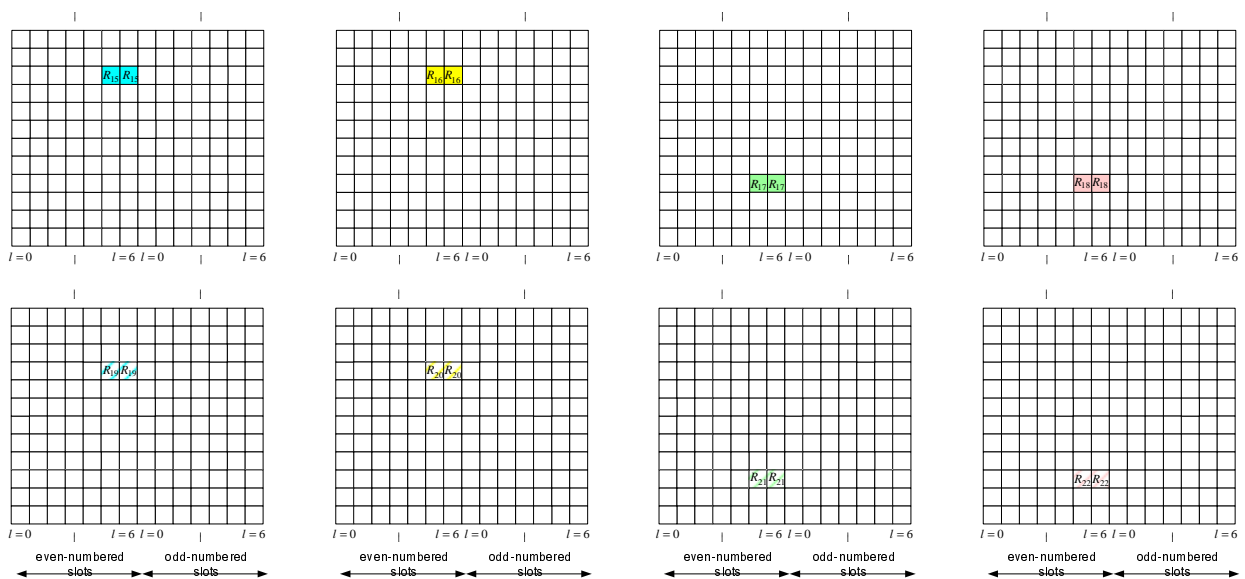 R15 R15
R16 R16
R17 R17
R18 R18
l = 0 l = 6 l = 0 l = 6
l = 0 l = 6 l = 0 l = 6
l = 0 l = 6 l = 0 l = 6
l = 0 l = 6 l = 0 l = 6
R19 R19
R20 R20
R21 R21
R22 R22
l = 0 l = 6 l = 0 l = 6
l = 0 l = 6 l = 0 l = 6
l = 0 l = 6 l = 0 l = 6
l = 0 l = 6 l = 0 l = 6
even-numbered
slots
odd-numbered
slots
even-numbered
slots
odd-numbered
slots
even-numbered
slots
odd-numbered
slots
even-numbered
slots
odd-numbered
slots